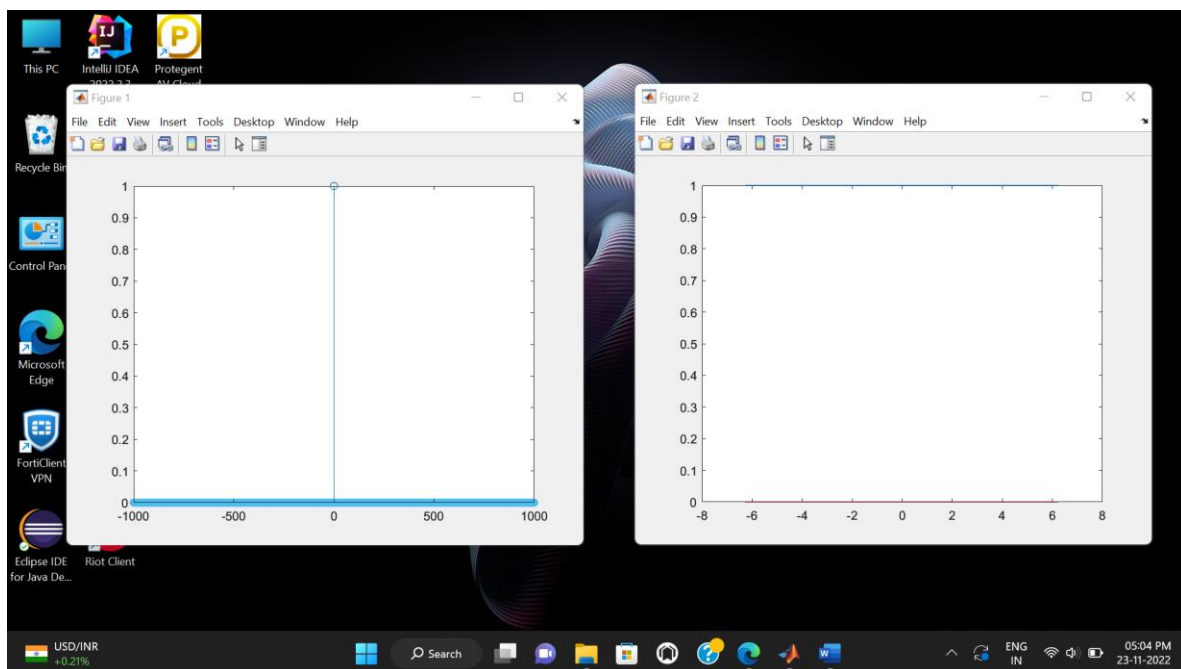 This PC
IntelliJ IDEA
2022.2.3
Protegent
AV Cloud
Recycle Bin
Control Pan
Microsoft
Edge
FortiClient
VPN
Eclipse IDE
for Java De...
Riot Client
Figure 1
File Edit View Insert Tools Desktop Window Help
1
0.9
0.8
0.7
0.6
0.5
0.4
0.3
0.2
0.1
0
-1000 -500 0 500 1000
Figure 2
File Edit View Insert Tools Desktop Window Help
1
0.9
0.8
0.7
0.6
0.5
0.4
0.3
0.2
0.1
0
-8 -6 -4 -2 0 2 4 6 8
USD/INR
+0.21%
Search
ENG
IN
05:04 PM
23-11-2022